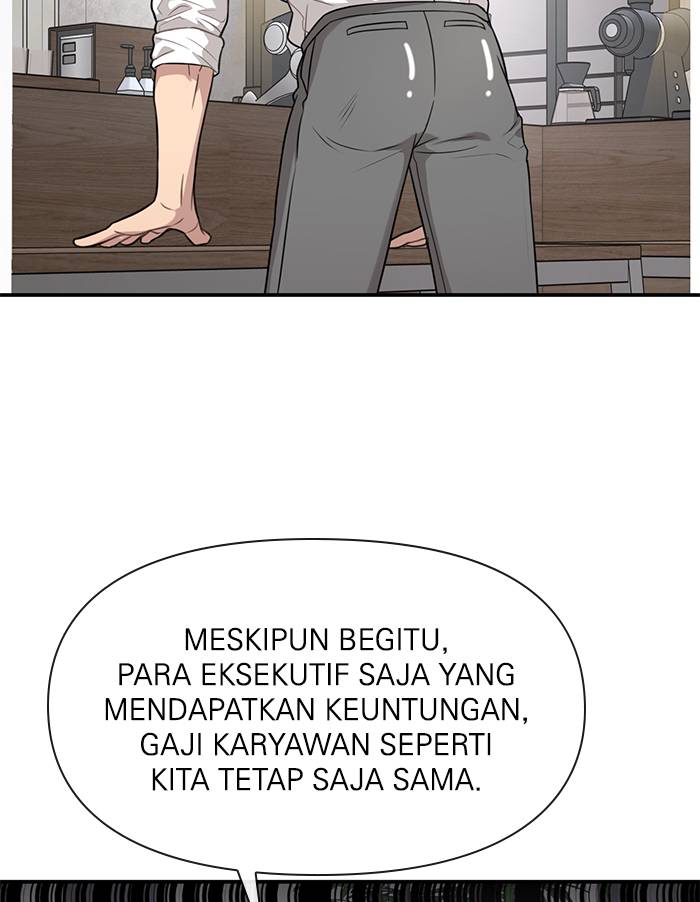 MESKIPUN BEGITU,
PARA EKSEKUTIF SAJA YANG
MENDAPATKAN KEUNTUNGAN,
GAJI KARYAWAN SEPERTI
KITA TETAP SAJA SAMA.